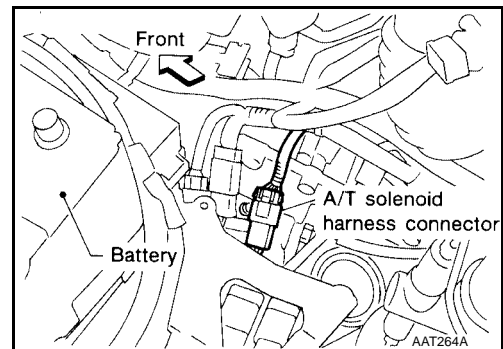 Front
A/T solenoid
harness connector
Battery
AAT264A